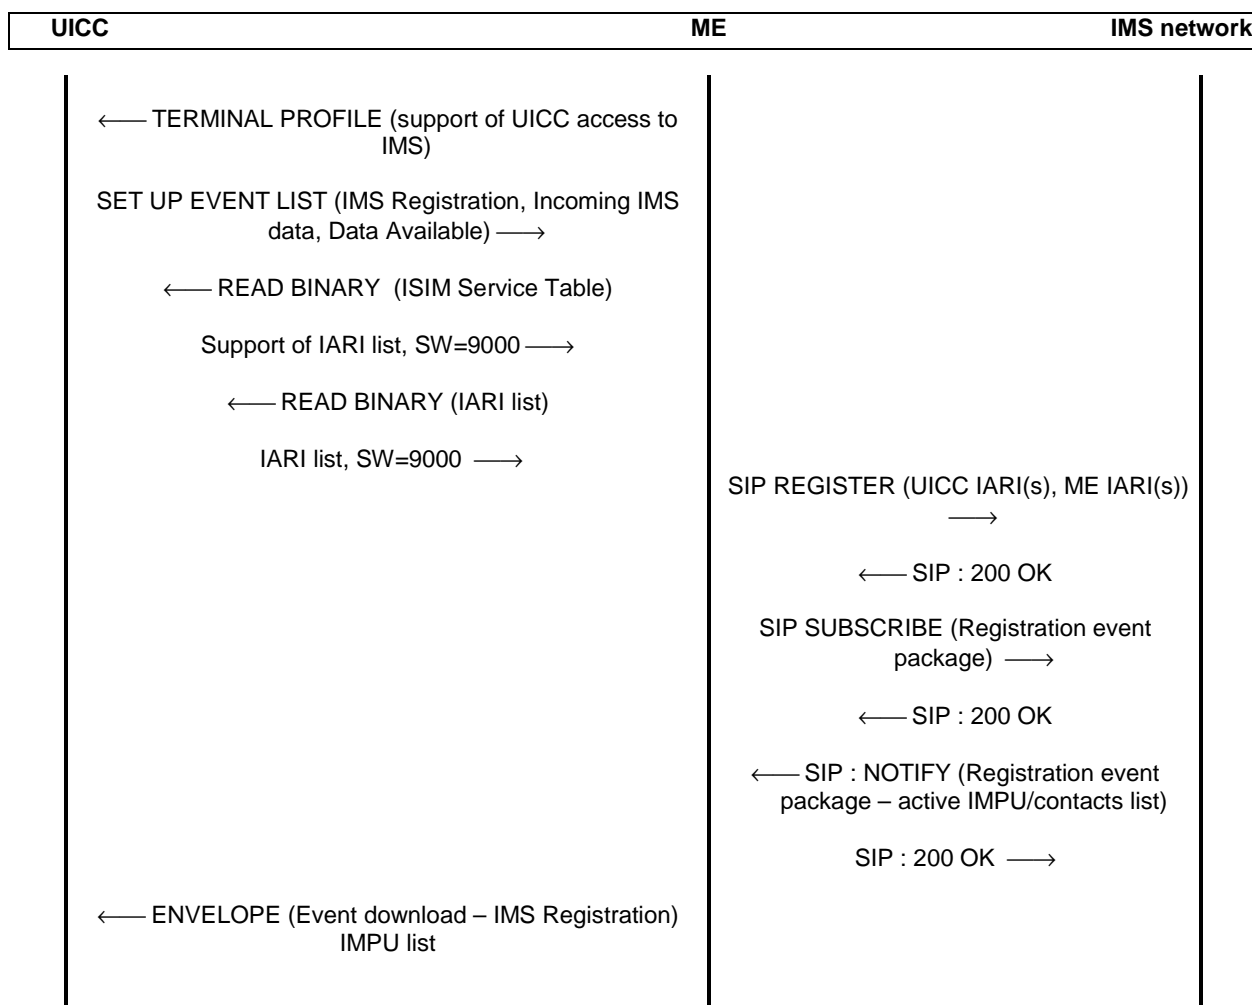 UICC ME IMS network
⟵ TERMINAL PROFILE (support of UICC access to
IMS)
SET UP EVENT LIST (IMS Registration, Incoming IMS
data, Data Available) ⟶
⟵ READ BINARY (ISIM Service Table)
Support of IARI list, SW=9000 ⟶
⟵ READ BINARY (IARI list)
IARI list, SW=9000 ⟶
SIP REGISTER (UICC IARI(s), ME IARI(s))
⟶
⟵ SIP : 200 OK
SIP SUBSCRIBE (Registration event
package) ⟶
⟵ SIP : 200 OK
⟵ SIP : NOTIFY (Registration event
package – active IMPU/contacts list)
SIP : 200 OK ⟶
⟵ ENVELOPE (Event download – IMS Registration)
IMPU list